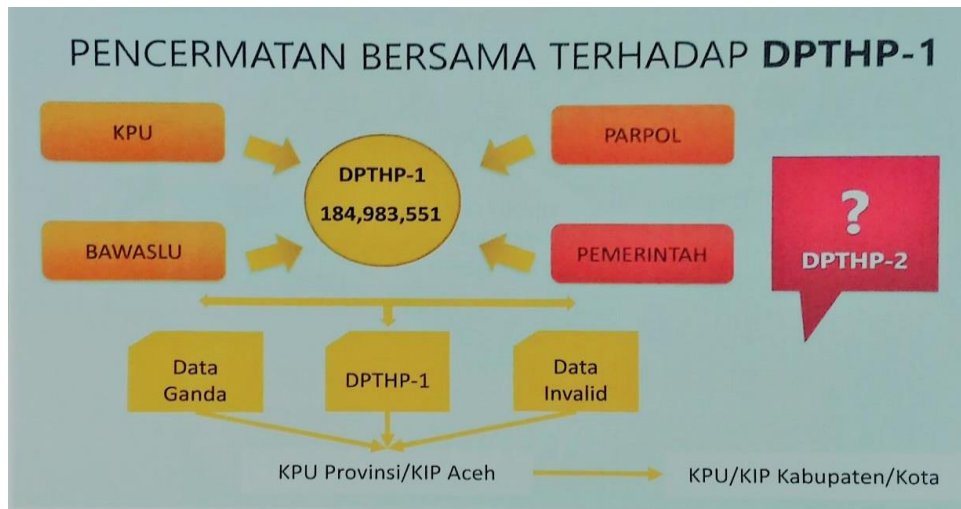 PENCERMATAN BERSAMA TERHADAP DPTHP-1
KPU
PARPOL
DPTHP-1
184,983,551
?
DPTHP-2
BAWASLU
PEMERINTAH
Data
Ganda
DPTHP-1
Data
Invalid
KPU Provinsi/KIP Aceh
KPU/KIP Kabupaten/Kota